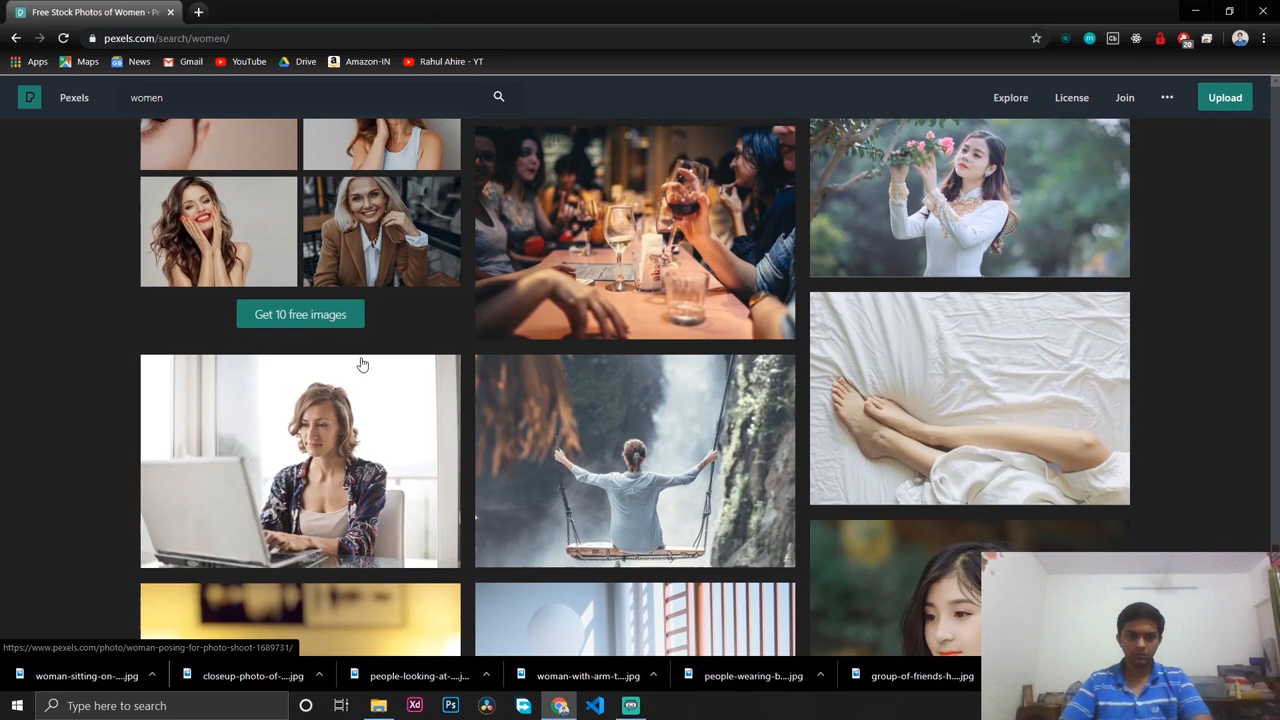 Free Stock Photos of Women · Pe
pexels.com/search/women/
20
Apps
Maps
News
Gmail
YouTube
Drive
Amazon-IN
Rahul Ahire - YT
Pexels
women
Explore
License
Join
Upload
Get 10 free images
https://www.pexels.com/photo/woman-posing-for-photo-shoot-1689731/
woman-sitting-on-....jpg
closeup-photo-of-....jpg
people-looking-at-....jpg
woman-with-arm-t....jpg
people-wearing-b....jpg
group-of-friends-h....jpg
Type here to search
Xd
Ps